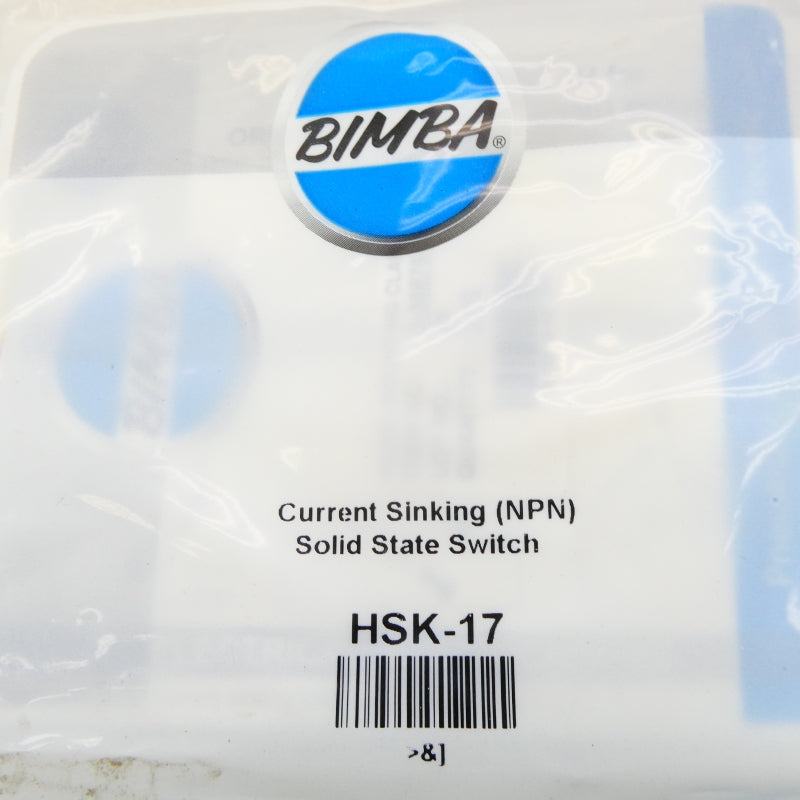 BIMBA®
Current Sinking (NPN)
Solid State Switch
HSK-17
>&]